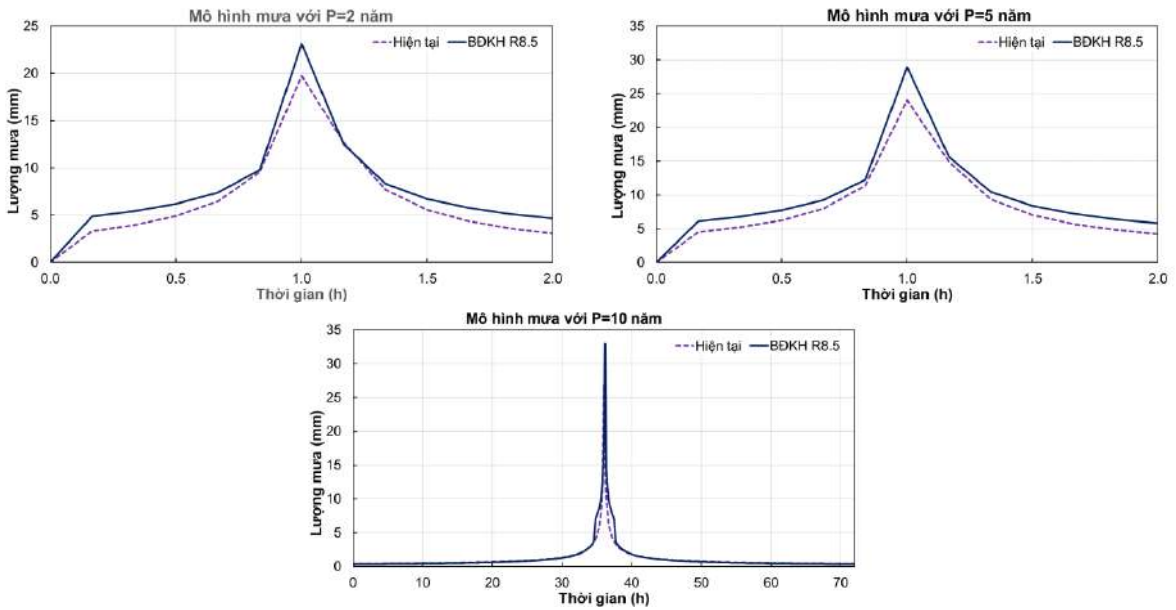 Mô hình mưa với P=2 năm
Hiện tại
BĐKH R8.5
Lượng mưa (mm)
25
20
15
10
5
0
0.0
0.5
1.0
1.5
2.0
Thời gian (h)
Mô hình mưa với P=5 năm
Hiện tại
BĐKH R8.5
Lượng mưa (mm)
35
30
25
20
15
10
5
0
0.0
0.5
1.0
1.5
2.0
Thời gian (h)
Mô hình mưa với P=10 năm
Hiện tại
BĐKH R8.5
Lượng mưa (mm)
35
30
25
20
15
10
5
0
0
10
20
30
40
50
60
70
Thời gian (h)